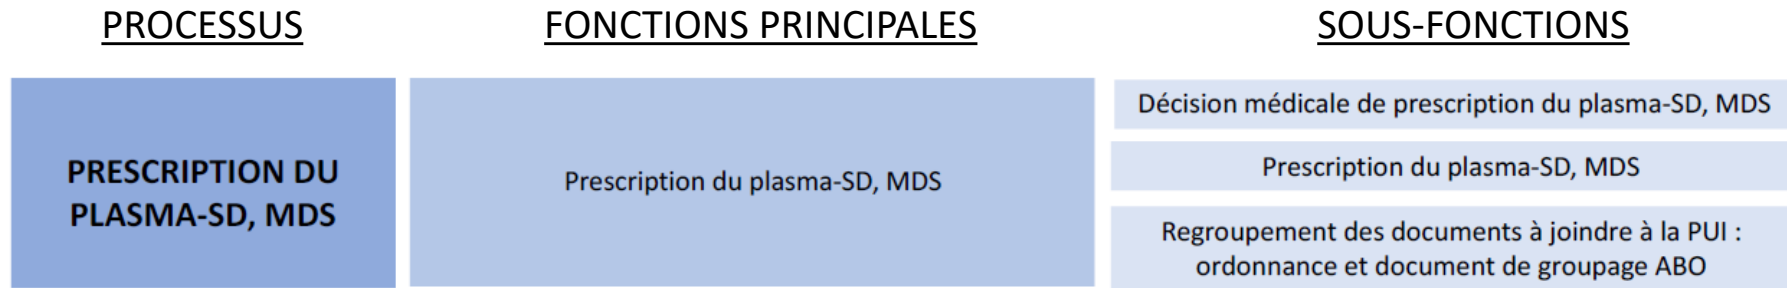 PROCESSUS
FONCTIONS PRINCIPALES
SOUS-FONCTIONS
PRESCRIPTION DU
PLASMA-SD, MDS
Prescription du plasma-SD, MDS
Décision médicale de prescription du plasma-SD, MDS
Prescription du plasma-SD, MDS
Regroupement des documents à joindre à la PUI :
ordonnance et document de groupage ABO